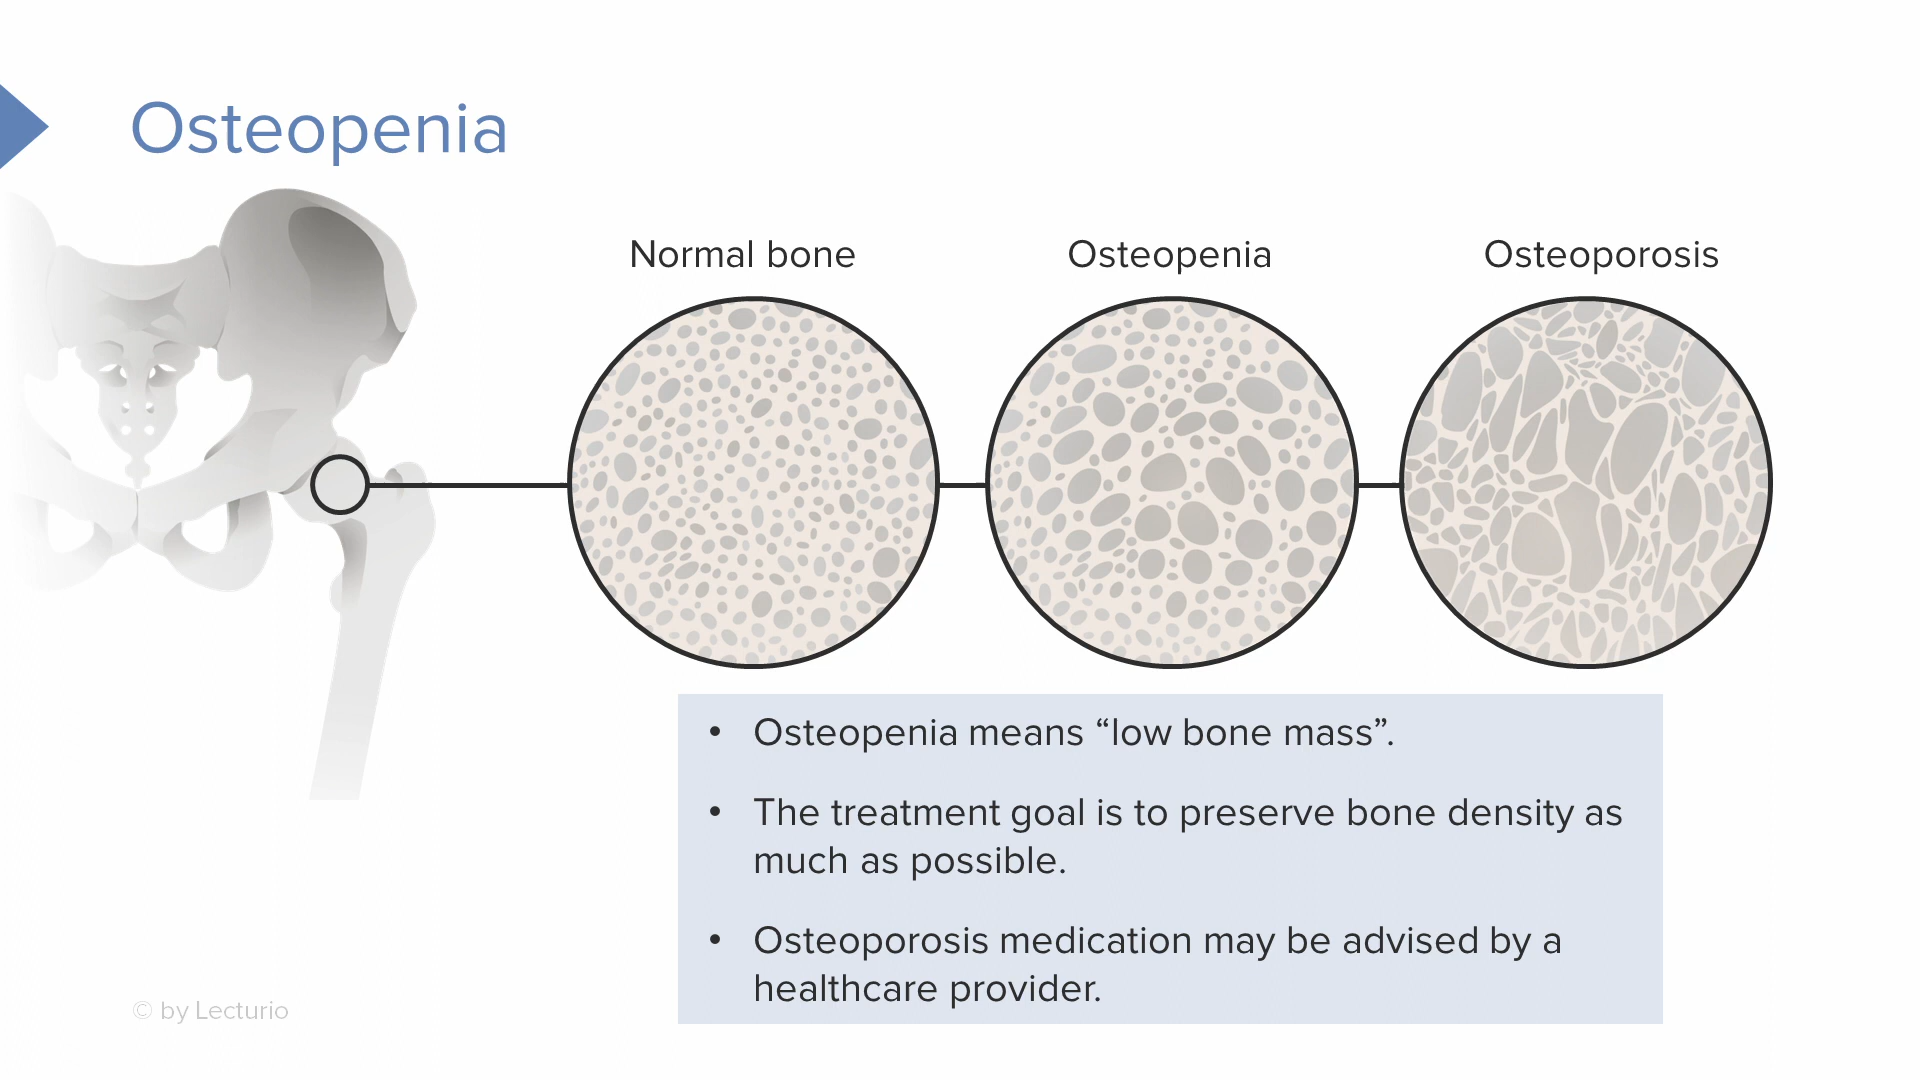 Osteopenia
Normal bone
Osteopenia
Osteoporosis
• Osteopenia means “low bone mass”.
• The treatment goal is to preserve bone density as
much as possible.
• Osteoporosis medication may be advised by a
healthcare provider.
© by Lecturio